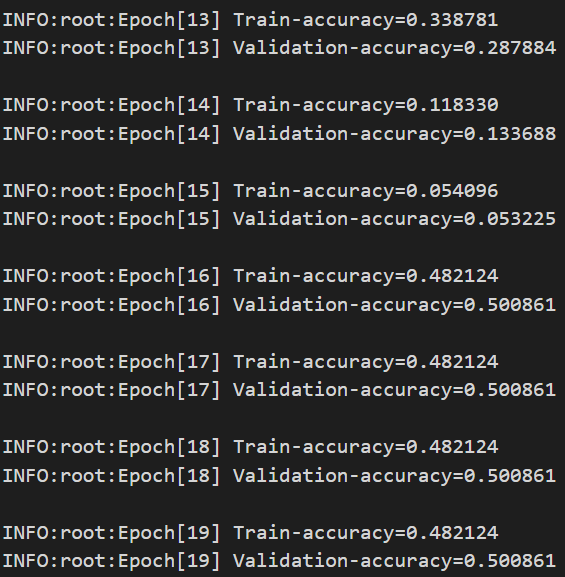 INFO:root:Epoch[13] Train-accuracy=0.338781
INFO:root:Epoch[13] Validation-accuracy=0.287884
INFO:root:Epoch[14] Train-accuracy=0.118330
INFO:root:Epoch[14] Validation-accuracy=0.133688
INFO:root:Epoch[15] Train-accuracy=0.054096
INFO:root:Epoch[15] Validation-accuracy=0.053225
INFO:root:Epoch[16] Train-accuracy=0.482124
INFO:root:Epoch[16] Validation-accuracy=0.500861
INFO:root:Epoch[17] Train-accuracy=0.482124
INFO:root:Epoch[17] Validation-accuracy=0.500861
INFO:root:Epoch[18] Train-accuracy=0.482124
INFO:root:Epoch[18] Validation-accuracy=0.500861
INFO:root:Epoch[19] Train-accuracy=0.482124
INFO:root:Epoch[19] Validation-accuracy=0.500861